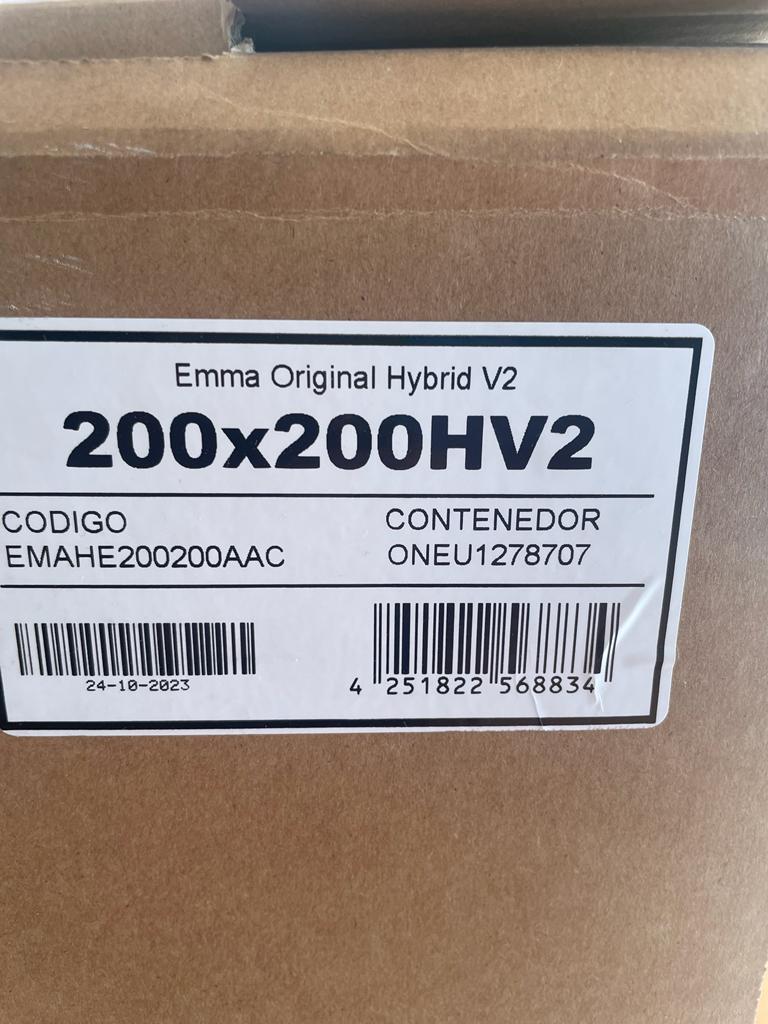 Emma Original Hybrid V2
200x200HV2
CODIGO CONTENEDOR
EMAHE200200AAC ONEU1278707
24-10-2023 4 251822 568834